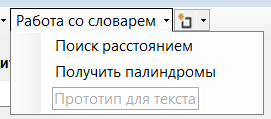 Работа со словарем
Поиск расстоянием
Получить палиндромы
Прототип для текста